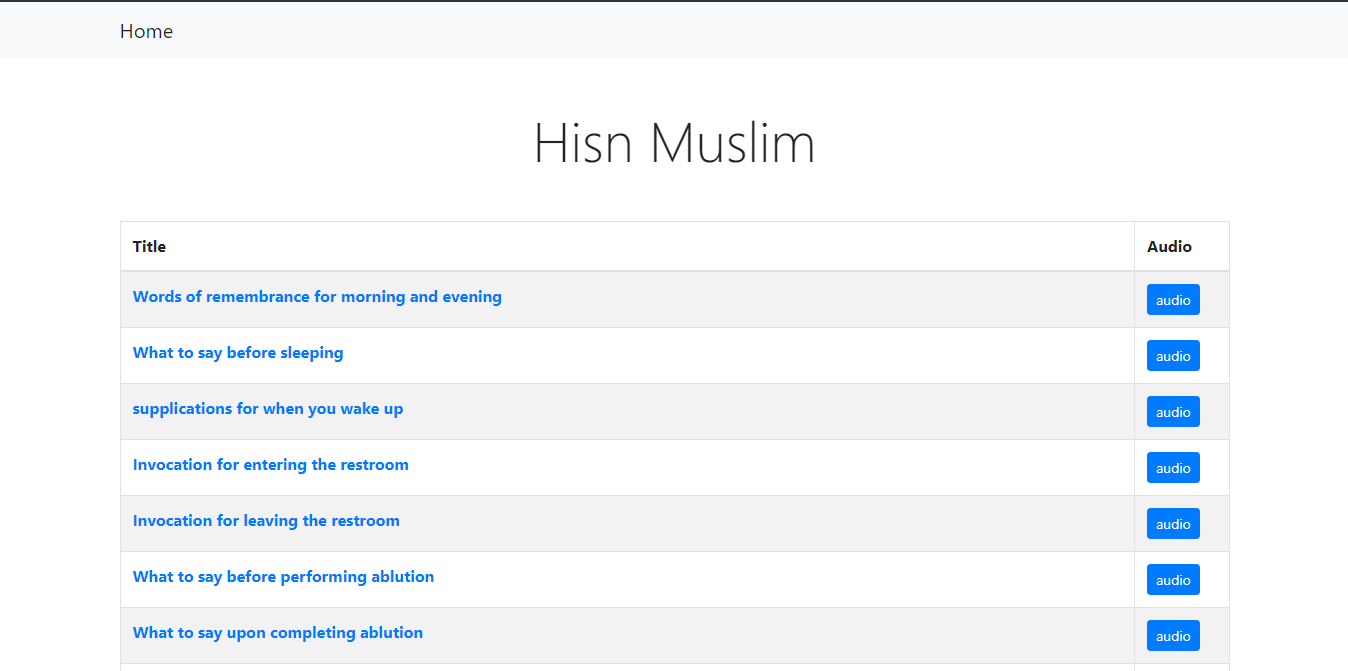 Home
Hisn Muslim
Title Audio
Words of remembrance for morning and evening audio
What to say before sleeping audio
supplications for when you wake up audio
Invocation for entering the restroom audio
Invocation for leaving the restroom audio
What to say before performing ablution audio
What to say upon completing ablution audio